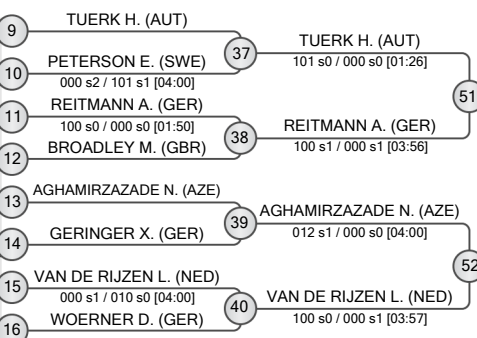 9
TUERK H. (AUT)
10
PETERSON E. (SWE)
000 s2 / 101 s1 [04:00]
37
TUERK H. (AUT)
101 s0 / 000 s0 [01:26]
11
REITMANN A. (GER)
100 s0 / 000 s0 [01:50]
12
BROADLEY M. (GBR)
38
REITMANN A. (GER)
100 s1 / 000 s1 [03:56]
51
13
AGHAMIRZAZADE N. (AZE)
14
GERINGER X. (GER)
39
AGHAMIRZAZADE N. (AZE)
012 s1 / 000 s0 [04:00]
15
VAN DE RIJZEN L. (NED)
000 s1 / 010 s0 [04:00]
16
WOERNER D. (GER)
40
VAN DE RIJZEN L. (NED)
100 s0 / 000 s1 [03:57]
52